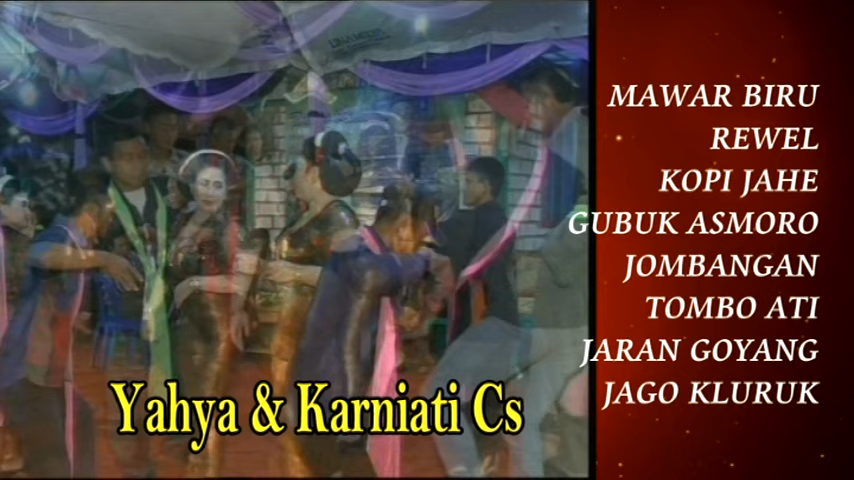 MAWAR BIRU
REWEL
KOPI JAHE
GUBUK ASMORO
JOMBANGAN
TOMBO ATI
JARAN GOYANG
JAGO KLURUK
Yahya & Karniati Cs